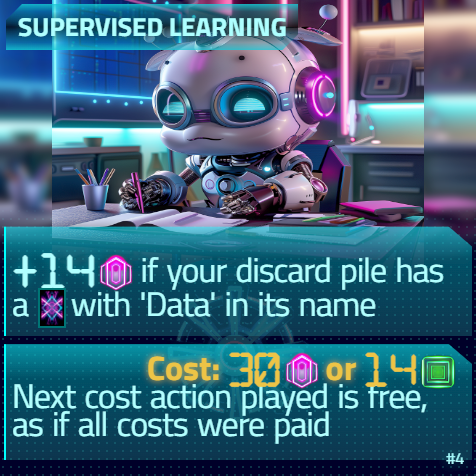 SUPERVISED LEARNING
+14 if your discard pile has
a with 'Data' in its name
Cost: 30 or 14
Next cost action played is free,
as if all costs were paid
#4